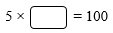 5 × = 100